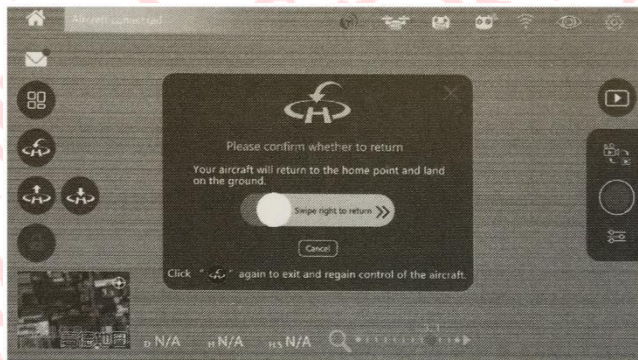 Aircraft connected
Please confirm whether to return
Your aircraft will return to the home point and land
on the ground.
Swipe right to return
Cancel
Click " " again to exit and regain control of the aircraft.
D N/A H N/A H.S N/A